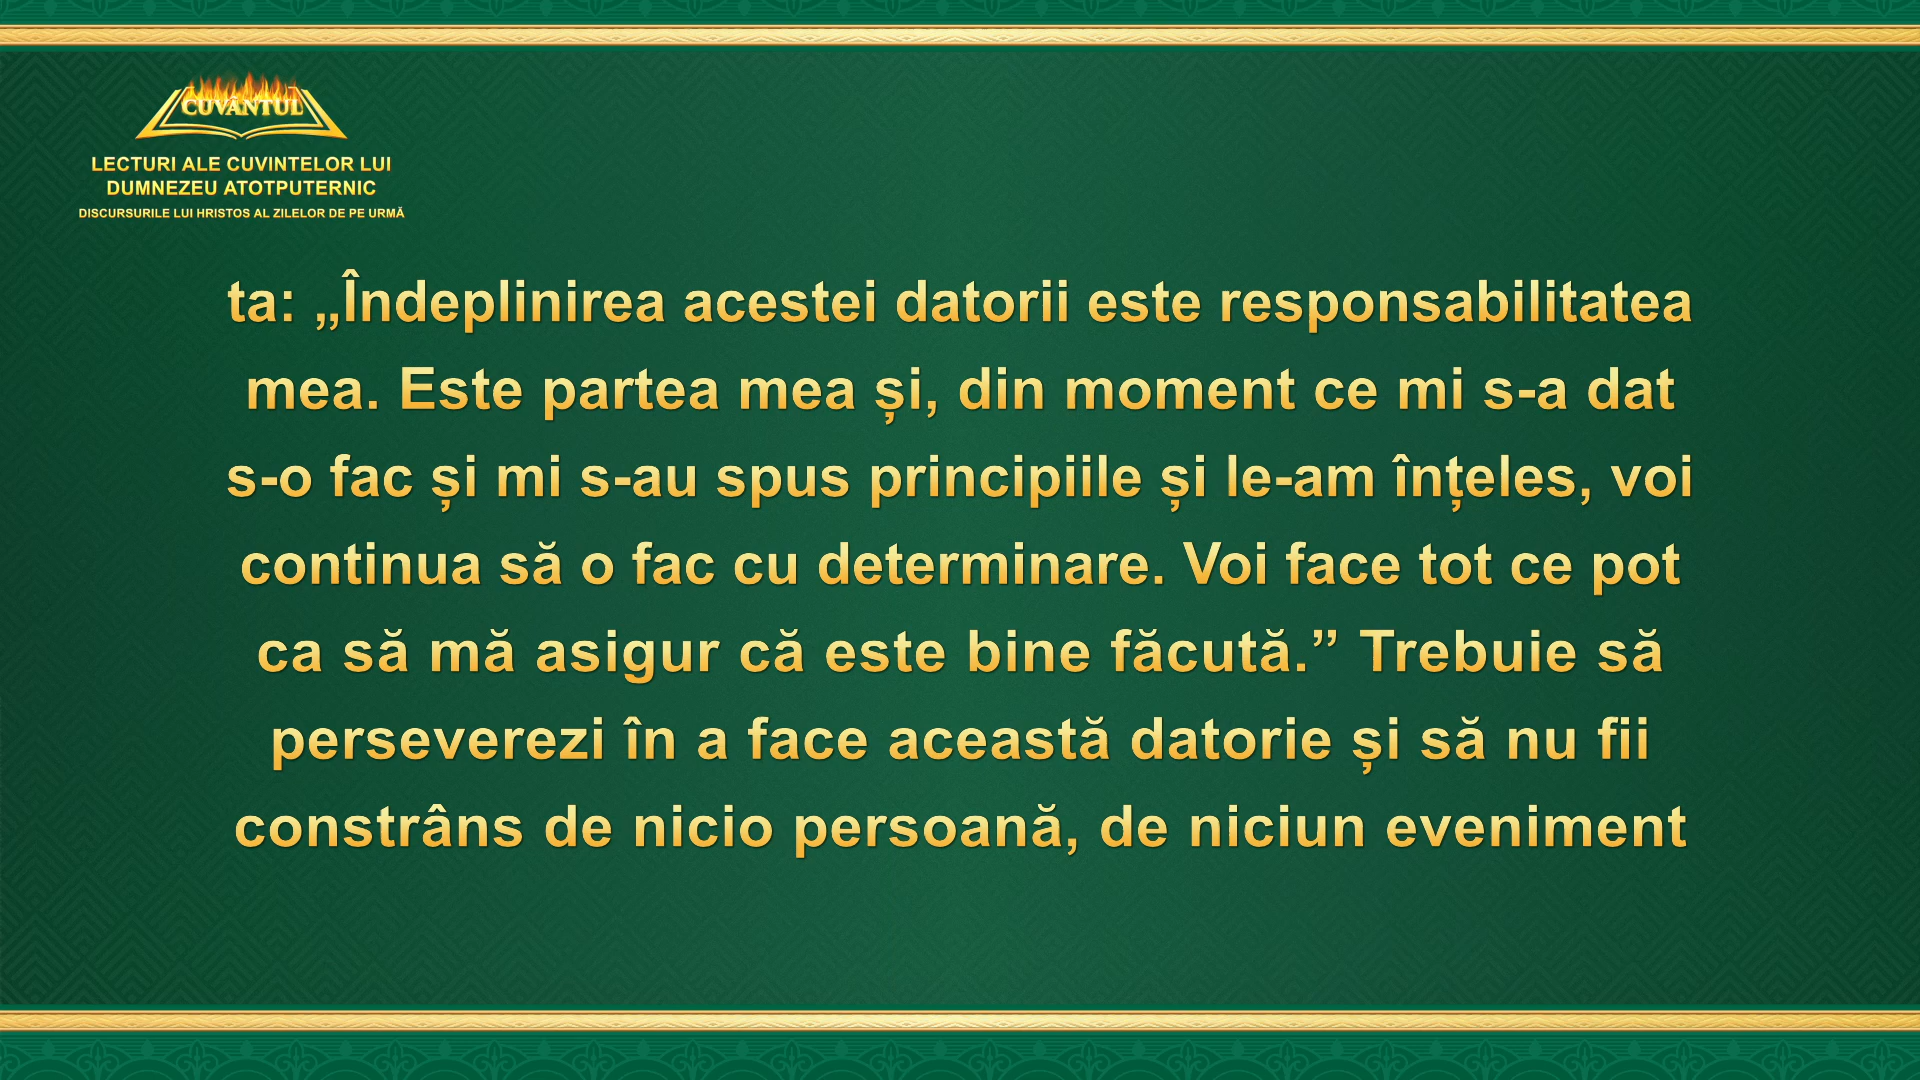 CUVÂNTUL
LECTURI ALE CUVINTELOR LUI
DUMNEZEU ATOTPUTERNIC
DISCURSURILE LUI HRISTOS AL ZILELOR DE PE URMĂ
ta: „Îndeplinirea acestei datorii este responsabilitatea
mea. Este partea mea și, din moment ce mi s-a dat
s-o fac și mi s-au spus principiile și le-am înțeles, voi
continua să o fac cu determinare. Voi face tot ce pot
ca să mă asigur că este bine făcută.” Trebuie să
perseverezi în a face această datorie și să nu fii
constrâns de nicio persoană, de niciun eveniment